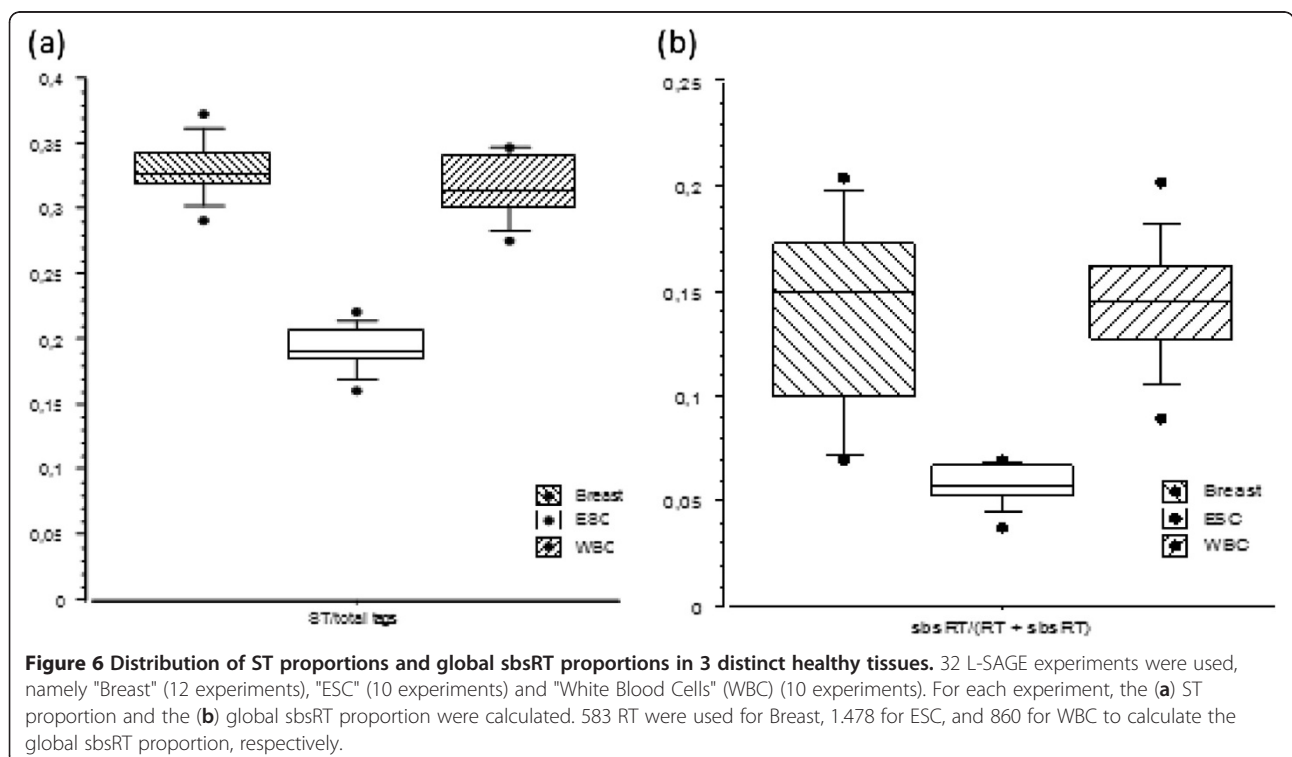 (a)
0,4
0,35
0,3
0,25
0,2
0,15
0,1
0,05
0
Breast
ESC
WBC
ST/total tags
(b)
0,25
0,2
0,15
0,1
0,05
0
Breast
ESC
WBC
sbsRT/(RT + sbsRT)
Figure 6 Distribution of ST proportions and global sbsRT proportions in 3 distinct healthy tissues. 32 L-SAGE experiments were used,
namely "Breast" (12 experiments), "ESC" (10 experiments) and "White Blood Cells" (WBC) (10 experiments). For each experiment, the (a) ST
proportion and the (b) global sbsRT proportion were calculated. 583 RT were used for Breast, 1.478 for ESC, and 860 for WBC to calculate the
global sbsRT proportion, respectively.